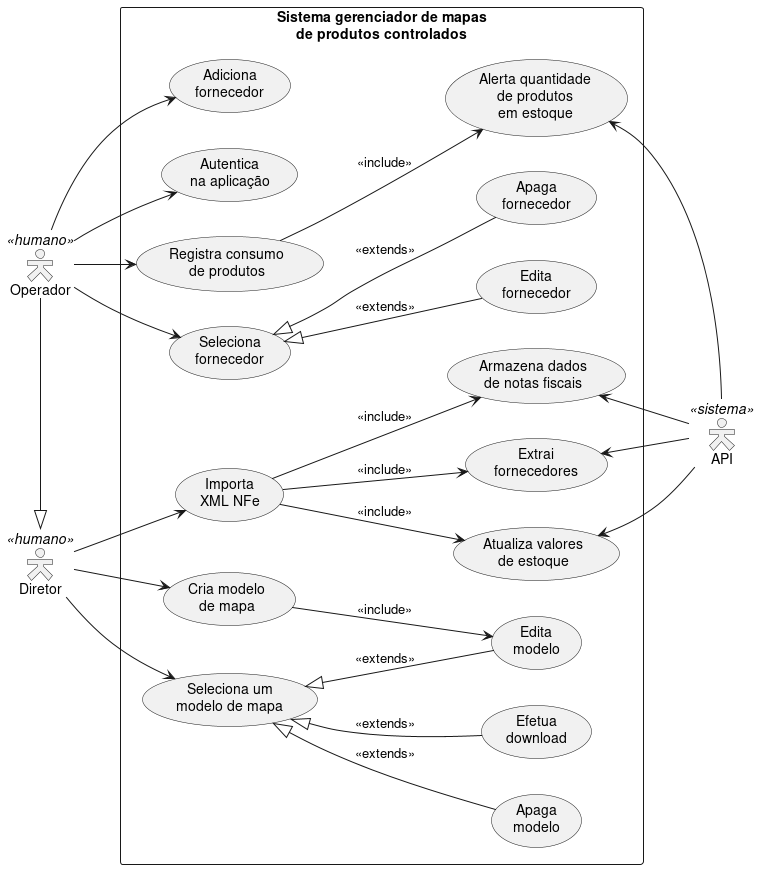 Sistema gerenciador de mapas
de produtos controlados
Adiciona
fornecedor
Alerta quantidade
de produtos
em estoque
Autentica
na aplicação
«include»
Apaga
fornecedor
«humano»
Operador
Registra consumo
de produtos
«extends»
Edita
fornecedor
«extends»
Seleciona
fornecedor
Armazena dados
de notas fiscais
«sistema»
API
«include»
Extrai
fornecedores
«include»
Importa
XML NFe
«include»
Atualiza valores
de estoque
«humano»
Diretor
Cria modelo
de mapa
«include»
Edita
modelo
«extends»
Seleciona um
modelo de mapa
«extends»
Efetua
download
«extends»
Apaga
modelo